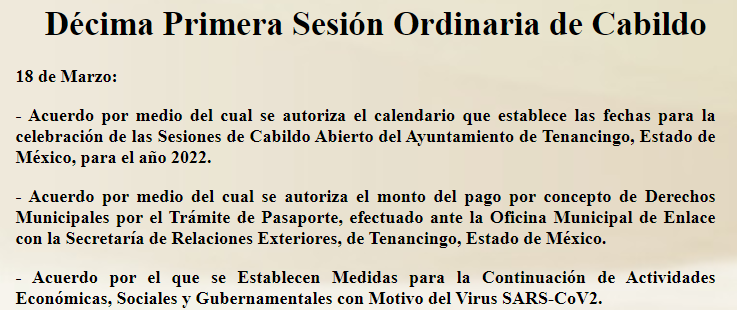 Décima Primera Sesión Ordinaria de Cabildo
18 de Marzo:
- Acuerdo por medio del cual se autoriza el calendario que establece las fechas para la
celebración de las Sesiones de Cabildo Abierto del Ayuntamiento de Tenancingo, Estado de
México, para el año 2022.
- Acuerdo por medio del cual se autoriza el monto del pago por concepto de Derechos
Municipales por el Trámite de Pasaporte, efectuado ante la Oficina Municipal de Enlace
con la Secretaría de Relaciones Exteriores, de Tenancingo, Estado de México.
- Acuerdo por el que se Establecen Medidas para la Continuación de Actividades
Económicas, Sociales y Gubernamentales con Motivo del Virus SARS-CoV2.